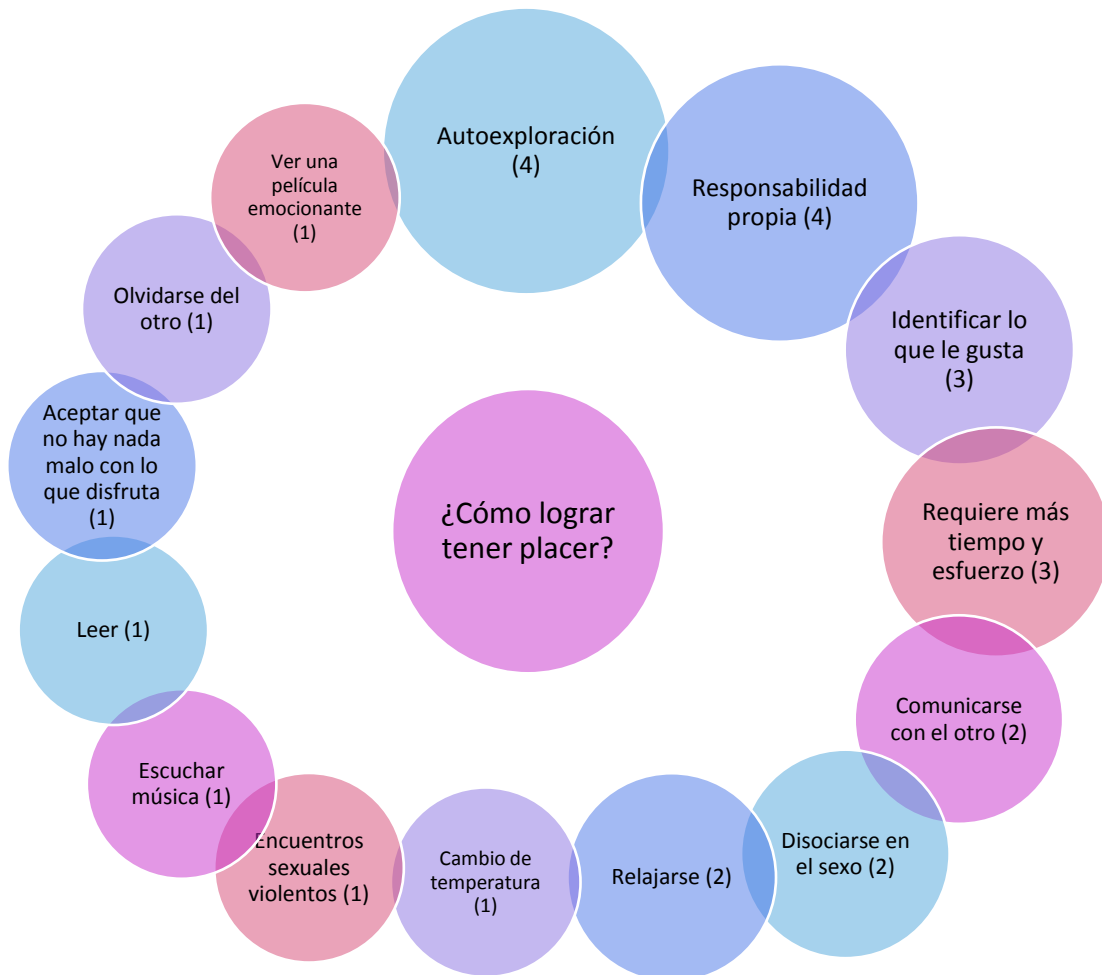 ¿Cómo lograr
tener placer?
Autoexploración
(4)
Responsabilidad
propia (4)
Identificar lo
que le gusta
(3)
Requiere más
tiempo y
esfuerzo (3)
Comunicarse
con el otro (2)
Disociarse en
el sexo (2)
Relajarse (2)
Cambio de
temperatura
(1)
Encuentros
sexuales
violentos (1)
Escuchar
música (1)
Leer (1)
Aceptar que
no hay nada
malo con lo
que disfruta
(1)
Olvidarse del
otro (1)
Ver una
película
emocionante
(1)